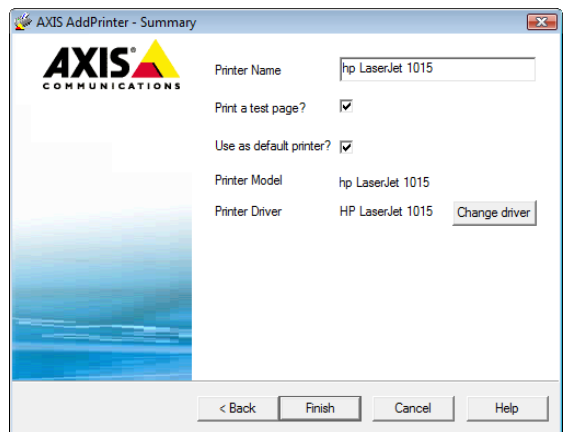 AXIS AddPrinter - Summary
AXIS
COMMUNICATIONS
Printer Name hp LaserJet 1015
Print a test page?
Use as default printer?
Printer Model hp LaserJet 1015
Printer Driver HP LaserJet 1015 Change driver
< Back Finish Cancel Help